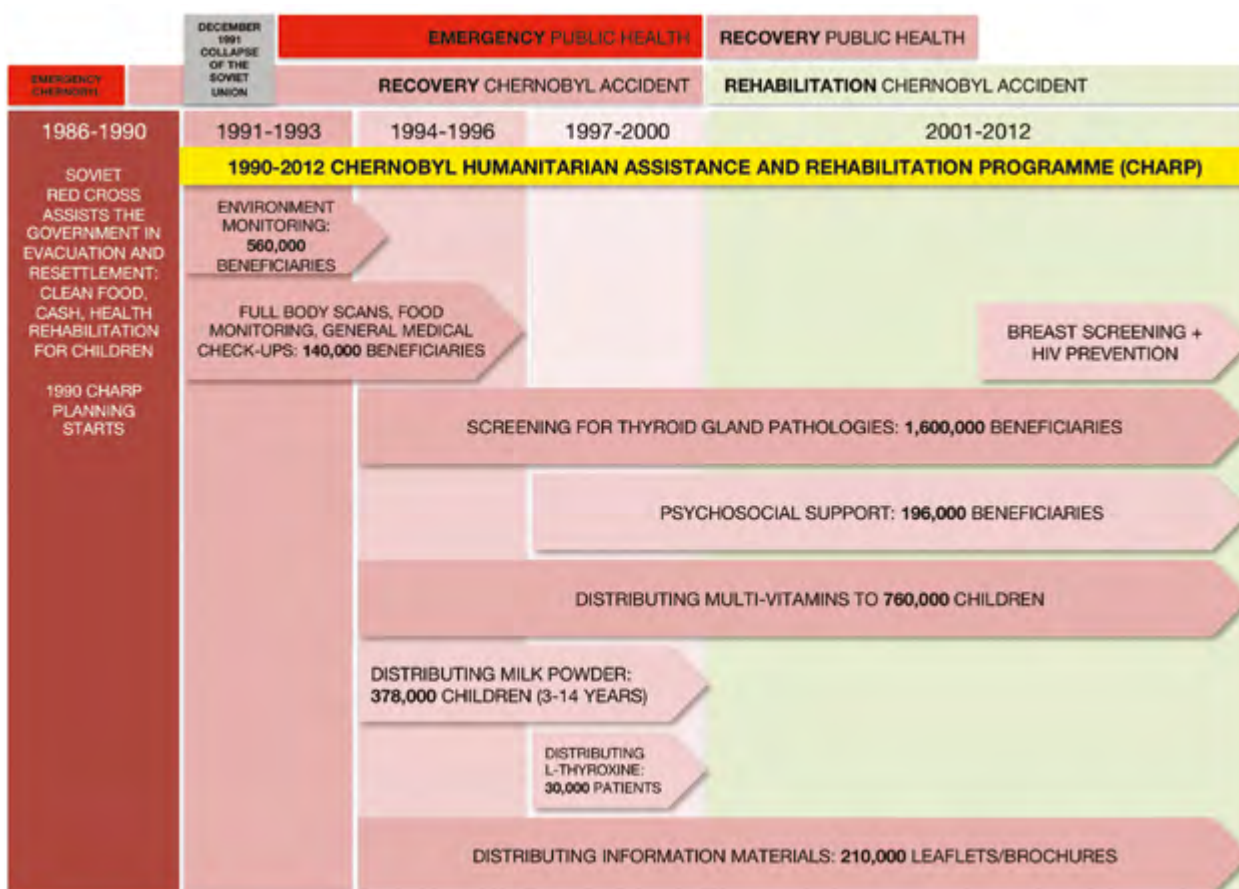 DECEMBER
1991
COLLAPSE
OF THE
SOVIET
UNION
EMERGENCY PUBLIC HEALTH
RECOVERY PUBLIC HEALTH
EMERGENCY
CHERNOBYL
RECOVERY CHERNOBYL ACCIDENT
REHABILITATION CHERNOBYL ACCIDENT
1986-1990
1991-1993
1994-1996
1997-2000
2001-2012
1990-2012 CHERNOBYL HUMANITARIAN ASSISTANCE AND REHABILITATION PROGRAMME (CHARP)
SOVIET
RED CROSS
ASSISTS THE
GOVERNMENT IN
EVACUATION AND
RESETTLEMENT:
CLEAN FOOD,
CASH, HEALTH
REHABILITATION
FOR CHILDREN
1990 CHARP
PLANNING
STARTS
ENVIRONMENT
MONITORING:
560,000
BENEFICIARIES
FULL BODY SCANS, FOOD
MONITORING, GENERAL MEDICAL
CHECK-UPS: 140,000 BENEFICIARIES
BREAST SCREENING +
HIV PREVENTION
SCREENING FOR THYROID GLAND PATHOLOGIES: 1,600,000 BENEFICIARIES
PSYCHOSOCIAL SUPPORT: 196,000 BENEFICIARIES
DISTRIBUTING MULTI-VITAMINS TO 760,000 CHILDREN
DISTRIBUTING MILK POWDER:
378,000 CHILDREN (3-14 YEARS)
DISTRIBUTING
L-THYROXINE:
30,000 PATIENTS
DISTRIBUTING INFORMATION MATERIALS: 210,000 LEAFLETS/BROCHURES